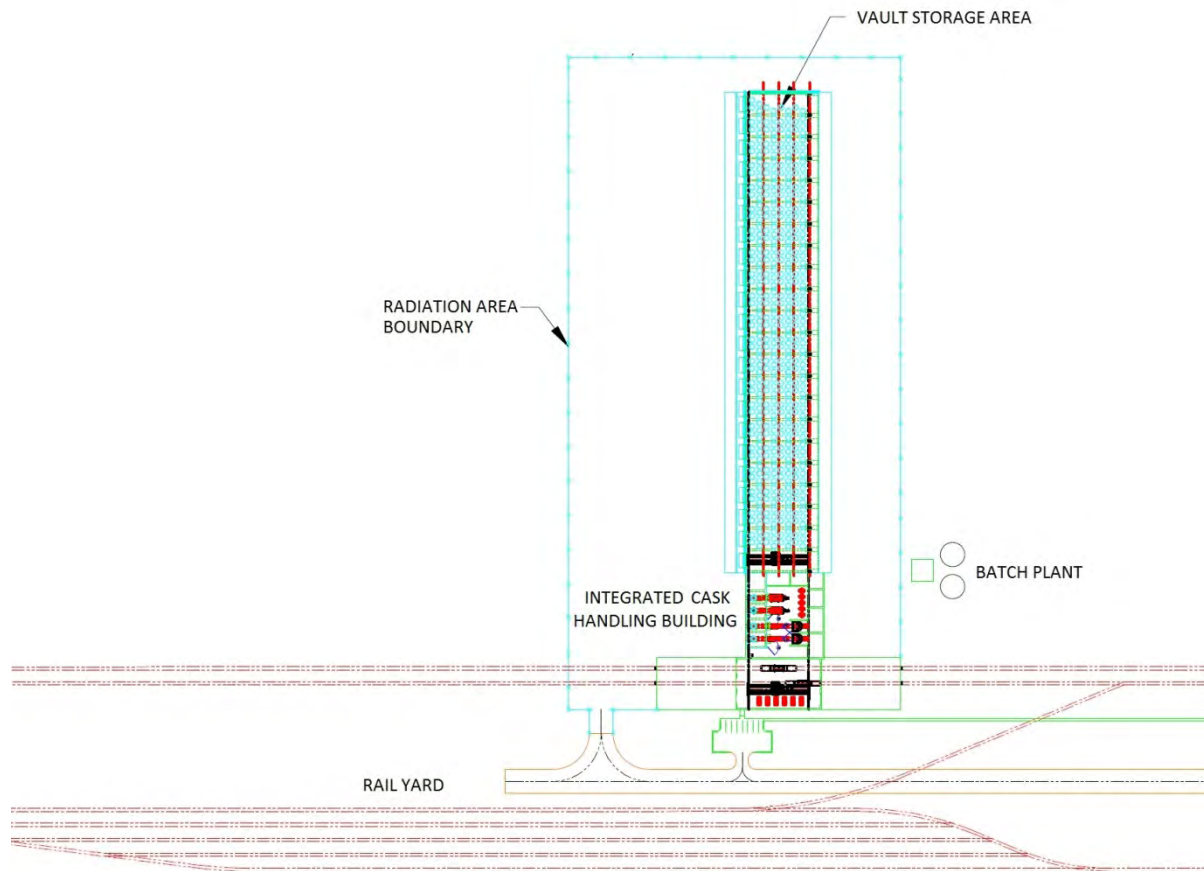 VAULT STORAGE AREA
RADIATION AREA
BOUNDARY
INTEGRATED CASK
HANDLING BUILDING
BATCH PLANT
RAIL YARD